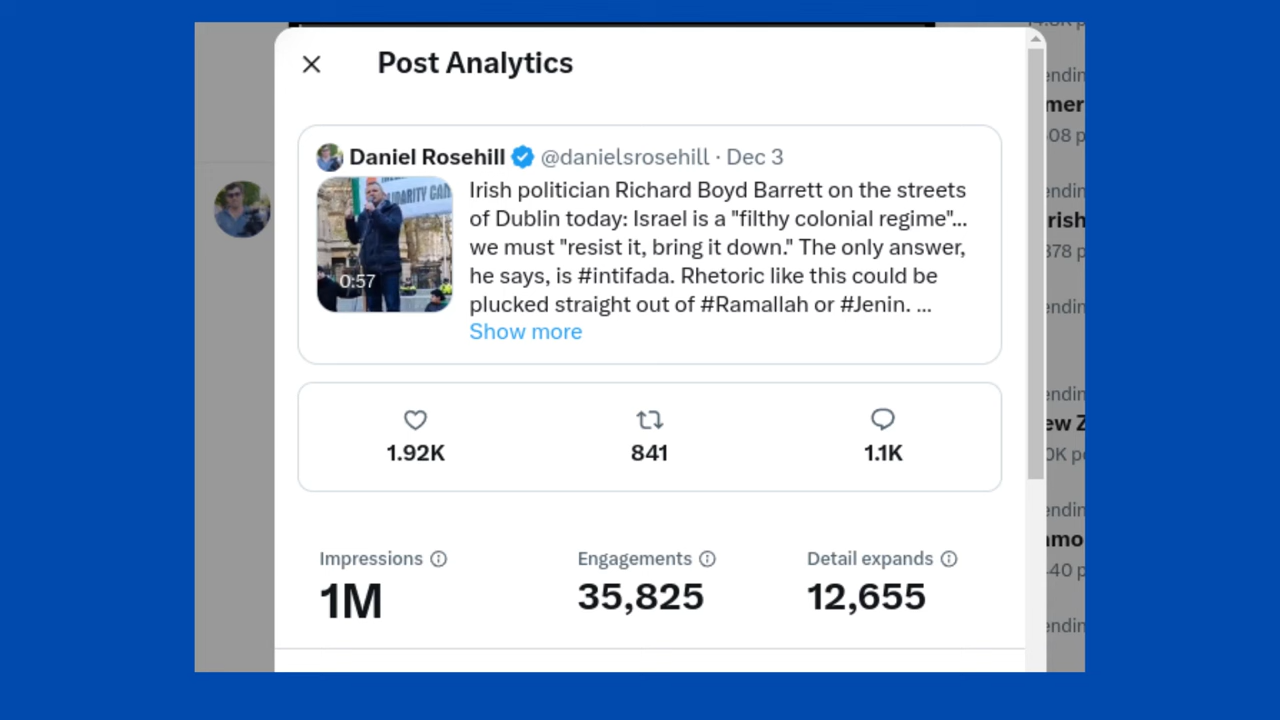 Post Analytics
Daniel Rosehill @danielsrosehill · Dec 3
Irish politician Richard Boyd Barrett on the streets
of Dublin today: Israel is a "filthy colonial regime"...
we must "resist it, bring it down." The only answer,
he says, is #intifada. Rhetoric like this could be
plucked straight out of #Ramallah or #Jenin. ...
Show more
0:57
1.92K 841 1.1K
Impressions Engagements Detail expands
1M 35,825 12,655